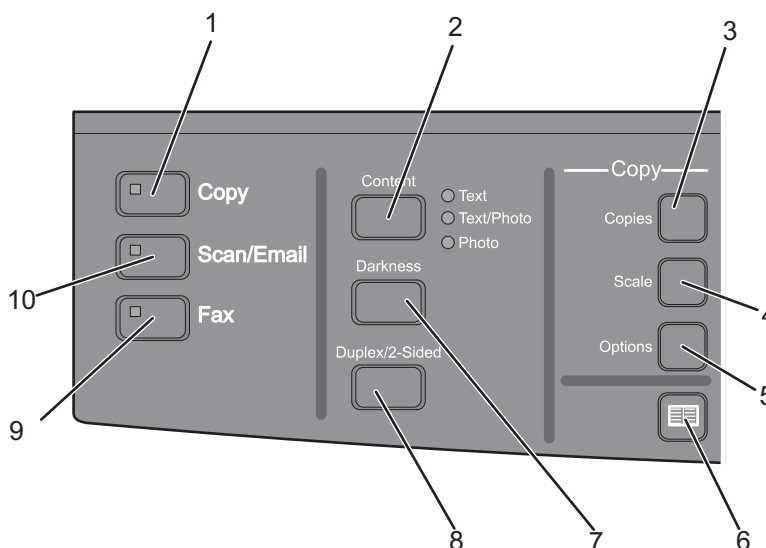 1
2
3
Copy
Scan/Email
Fax
Content
Text
Text/Photo
Photo
Darkness
Duplex/2-Sided
Copy
Copies
Scale
Options
4
5
6
7
8
9
10